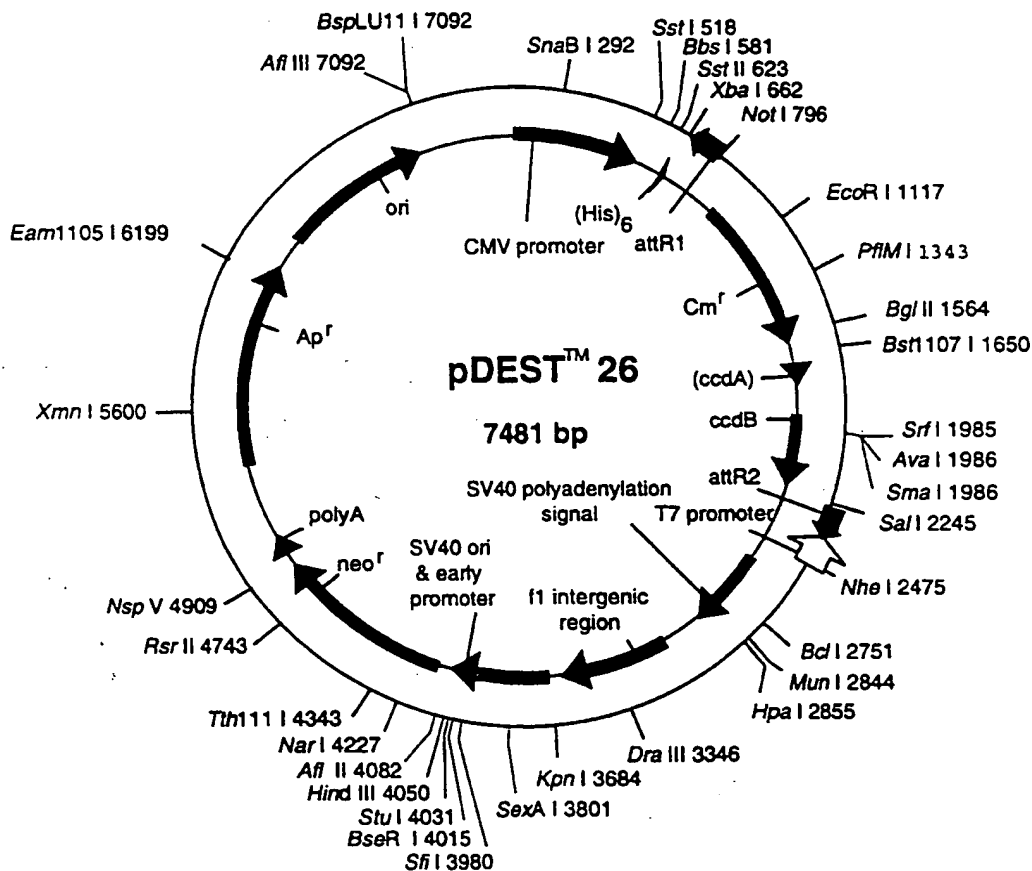 BspLU11 I 7092
Afl III 7092
SnaB I 292
Sst I 518
Bbs I 581
Sst II 623
Xba I 662
Not I 796
EcoR I 1117
PflM I 1343
Bgl II 1564
Bst1107 I 1650
Srf I 1985
Ava I 1986
Sma I 1986
Sal I 2245
Nhe I 2475
Bcl I 2751
Mun I 2844
Hpa I 2855
Dra III 3346
Kpn I 3684
SexA I 3801
Sfi I 3980
BseR I 4015
Stu I 4031
Hind III 4050
Afl II 4082
Nar I 4227
Tth111 I 4343
Rsr II 4743
Nsp V 4909
Xmn I 5600
Eam1105 I 6199
ori
CMV promoter
(His)6
attR1
Cmr
(ccdA)
ccdB
attR2
T7 promoter
SV40 polyadenylation
signal
f1 intergenic
region
SV40 ori
& early
promoter
neor
polyA
Apr
pDEST™ 26
7481 bp